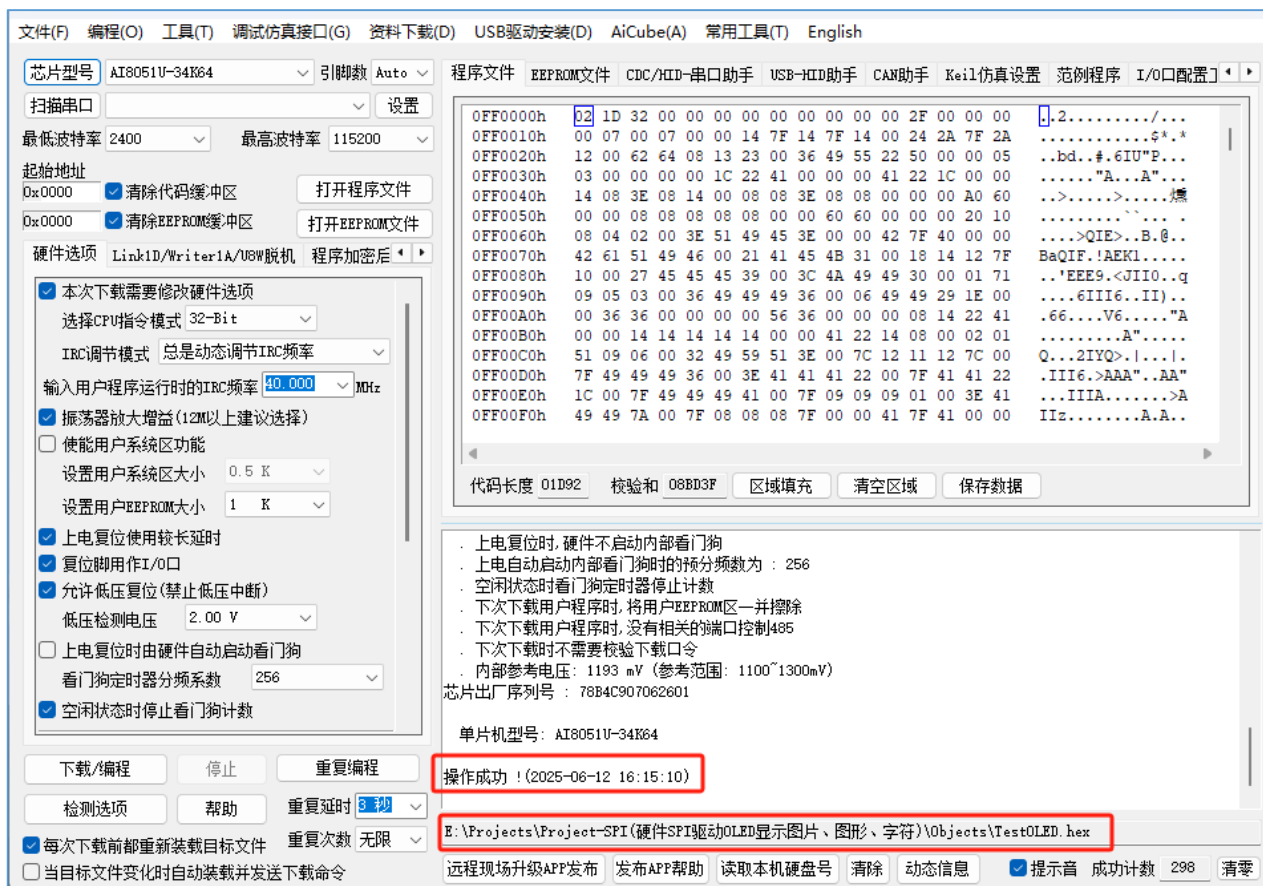 文件(F) 编程(O) 工具(T) 调试仿真接口(G) 资料下载(D) USB驱动安装(D) AiCube(A) 常用工具(T) English
芯片型号 AI8051U-34K64 引脚数 Auto
扫描串口 设置
最低波特率 2400 最高波特率 115200
起始地址
0x0000 清除代码缓冲区 打开程序文件
0x0000 清除EEPROM缓冲区 打开EEPROM文件
硬件选项 Link1D/Writer1A/U8W脱机 程序加密后
本次下载需要修改硬件选项
选择CPU指令模式 32-Bit
IRC调节模式 总是动态调节IRC频率
输入用户程序运行时的IRC频率 40.000 MHz
振荡器放大增益(12M以上建议选择)
使能用户系统区功能
设置用户系统区大小 0.5 K
设置用户EEPROM大小 1 K
上电复位使用较长延时
复位脚用作I/O口
允许低压复位(禁止低压中断)
低压检测电压 2.00 V
上电复位时由硬件自动启动看门狗
看门狗定时器分频系数 256
空闲状态时停止看门狗计数
下载/编程 停止 重复编程
检测选项 帮助 重复延时 3 秒
每次下载前都重新装载目标文件 重复次数 无限
当目标文件变化时自动装载并发送下载命令
程序文件 EEPROM文件 CDC/HID-串口助手 USB-HID助手 CAN助手 Keil仿真设置 范例程序 I/O口配置
0FF0000h 02 1D 32 00 00 00 00 00 00 00 00 00 2F 00 00 00 ..2........./...
0FF0010h 00 07 00 07 00 00 14 7F 14 7F 14 00 24 2A 7F 2A ............$*.*
0FF0020h 12 00 62 64 08 13 23 00 36 49 55 22 50 00 00 05 ..bd..#.6IU"P...
0FF0030h 03 00 00 00 00 1C 22 41 00 00 00 41 22 1C 00 00 ......"A...A"...
0FF0040h 14 08 3E 08 14 00 08 08 3E 08 08 00 00 00 A0 60 ..>.....>.....爘
0FF0050h 00 00 08 08 08 08 08 00 00 60 60 00 00 00 20 10 .........``... .
0FF0060h 08 04 02 00 3E 51 49 45 3E 00 00 42 7F 40 00 00 ....>QIE>..B.@..
0FF0070h 42 61 51 49 46 00 21 41 45 4B 31 00 18 14 12 7F BaQIF.!AEK1.....
0FF0080h 10 00 27 45 45 45 39 00 3C 4A 49 49 30 00 01 71 ..'EEE9.<JII0..q
0FF0090h 09 05 03 00 36 49 49 49 36 00 06 49 49 29 1E 00 ....6III6..II)..
0FF00A0h 00 36 36 00 00 00 00 56 36 00 00 00 08 14 22 41 .66....V6....."A
0FF00B0h 00 00 14 14 14 14 14 00 00 41 22 14 08 00 02 01 .........A".....
0FF00C0h 51 09 06 00 32 49 59 51 3E 00 7C 12 11 12 7C 00 Q...2IYQ>.|...|.
0FF00D0h 7F 49 49 49 36 00 3E 41 41 41 22 00 7F 41 41 22 .III6.>AAA"..AA"
0FF00E0h 1C 00 7F 49 49 49 41 00 7F 09 09 09 01 00 3E 41 ...IIIA.......>A
0FF00F0h 49 49 7A 00 7F 08 08 08 7F 00 00 41 7F 41 00 00 IIz........A.A..
代码长度 01D92 校验和 08BD3F 区域填充 清空区域 保存数据
. 上电复位时,硬件不启动内部看门狗
. 上电自动启动内部看门狗时的预分频数为 : 256
. 空闲状态时看门狗定时器停止计数
. 下次下载用户程序时,将用户EEPROM区一并擦除
. 下次下载用户程序时,没有相关的端口控制485
. 下次下载时不需要校验下载口令
. 内部参考电压: 1193 mV (参考范围: 1100~1300mV)
芯片出厂序列号 : 78B4C907062601
单片机型号: AI8051U-34K64
操作成功 !(2025-06-12 16:15:10)
E:\Projects\Project-SPI(硬件SPI驱动OLED显示图片、图形、字符)\Objects\TestOLED.hex
远程现场升级APP发布 发布APP帮助 读取本机硬盘号 清除 动态信息 提示音 成功计数 298 清零